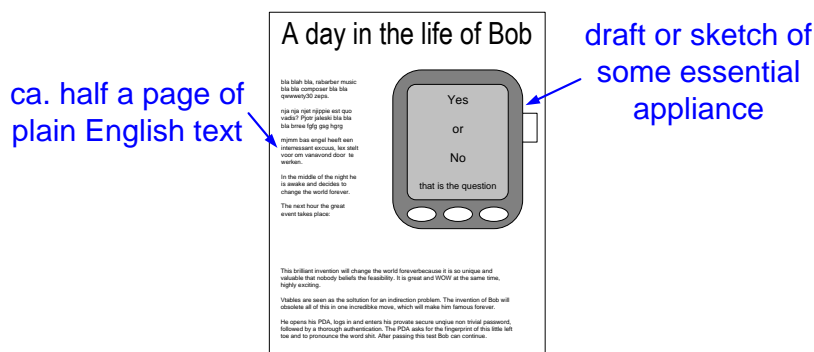 A day in the life of Bob
ca. half a page of
plain English text
draft or sketch of
some essential
appliance
bla blah bla, rabarber music
bla bla composer bla bla
qwwwety30 zeps.
nja nja njet njippie est quo
vadis? Pjotr jaleski bla bla
bla brree fgfg gsg hgrg
mjmm bas engel heeft een
interressant excuus, lex stelt
voor om vanavond door te
werken.
In the middle of the night he
is awake and decides to
change the world forever.
The next hour the great
event takes place:
Yes
or
No
that is the question
This brilliant invention will change the world foreverbecause it is so unique and
valuable that nobody beliefs the feasibility. It is great and WOW at the same time,
highly exciting.
Vtables are seen as the soltution for an indirection problem. The invention of Bob will
obsolete all of this in one incredibke move, which will make him famous forever.
He opens his PDA, logs in and enters his provate secure unqiue non trivial password,
followed by a thorough authentication. The PDA asks for the fingerprint of this little left
toe and to pronounce the word shit. After passing this test Bob can continue.